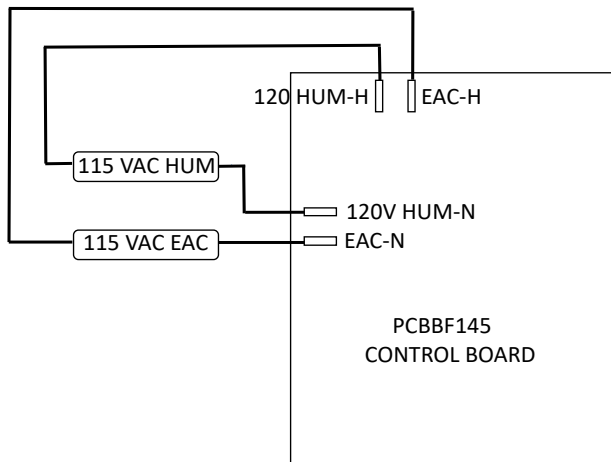 120 HUM-H
EAC-H
115 VAC HUM
120V HUM-N
115 VAC EAC
EAC-N
PCBBF145
CONTROL BOARD